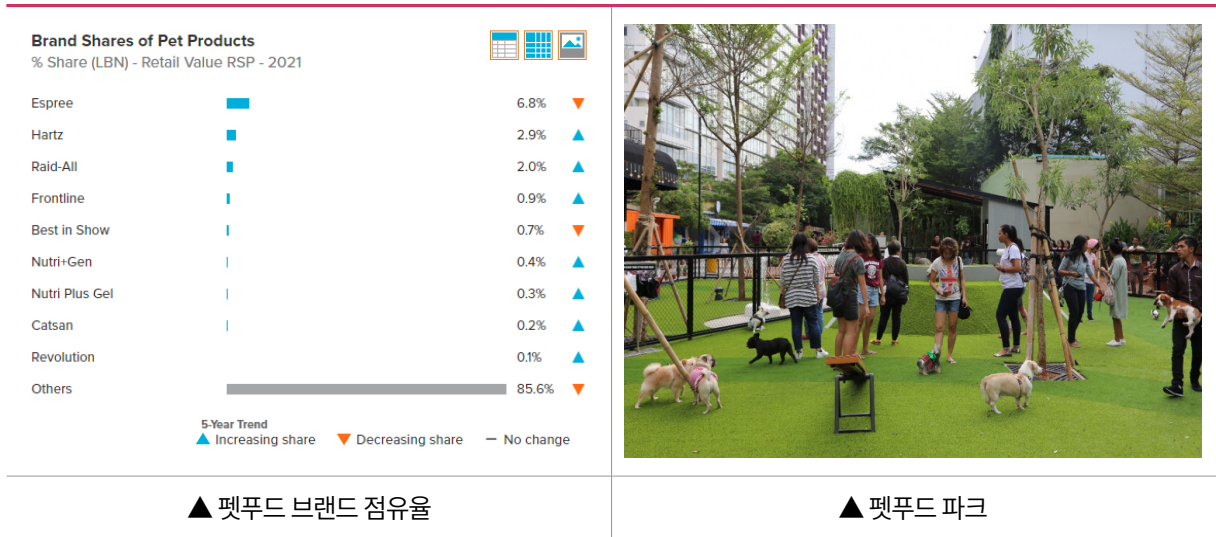 Brand Shares of Pet Products
% Share (LBN) - Retail Value RSP - 2021
Espree 6.8% ▼
Hartz 2.9% ▲
Raid-All 2.0% ▲
Frontline 0.9% ▲
Best in Show 0.7% ▼
Nutri+Gen 0.4% ▲
Nutri Plus Gel 0.3% ▲
Catsan 0.2% ▲
Revolution 0.1% ▲
Others 85.6% ▼
5-Year Trend
▲ Increasing share ▼ Decreasing share — No change
▲ 펫푸드 브랜드 점유율
▲ 펫푸드 파크